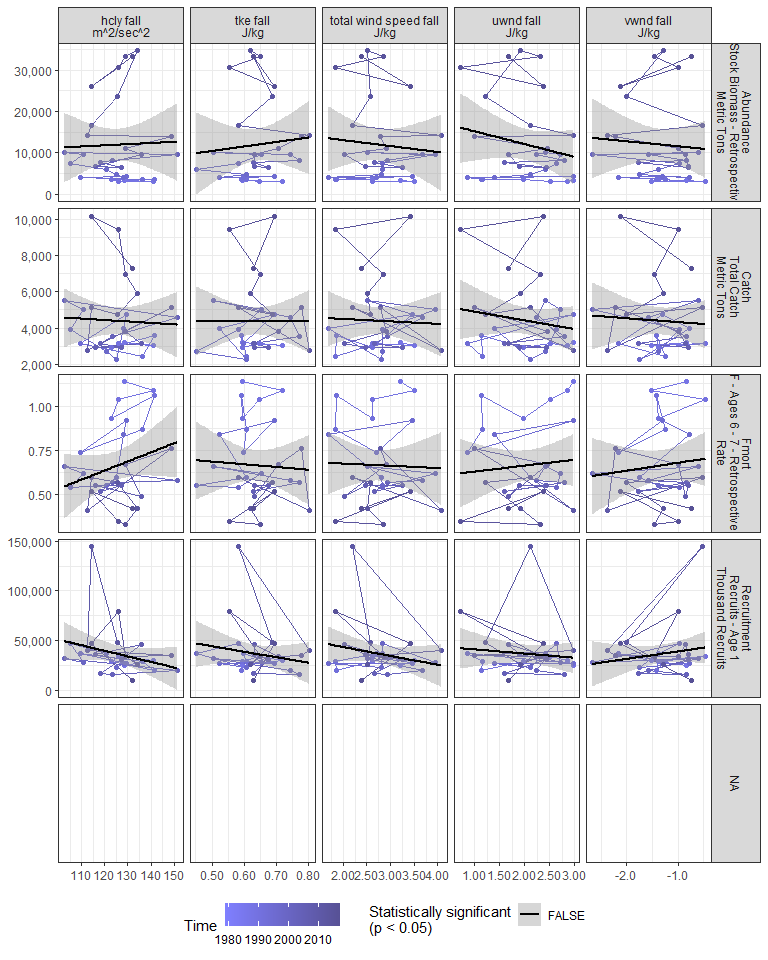 hcly fall
m^2/sec^2
tke fall
J/kg
total wind speed fall
J/kg
uwnd fall
J/kg
vwnd fall
J/kg
30,000
20,000
10,000
0
Abundance
Stock Biomass - Retrospectiv
Metric Tons
10,000
8,000
6,000
4,000
2,000
Catch
Total Catch
Metric Tons
1.00
0.75
0.50
Fmort
F - Ages 6 - 7 - Retrospective
Rate
150,000
100,000
50,000
0
Recruitment
Recruits - Age 1
Thousand Recruits
NA
110 120 130 140 150
0.50 0.60 0.70 0.80
2.00 2.50 3.00 3.50 4.00
1.00 1.50 2.00 2.50 3.00
-2.0 -1.0
Time
1980 1990 2000 2010
Statistically significant
(p < 0.05)
FALSE